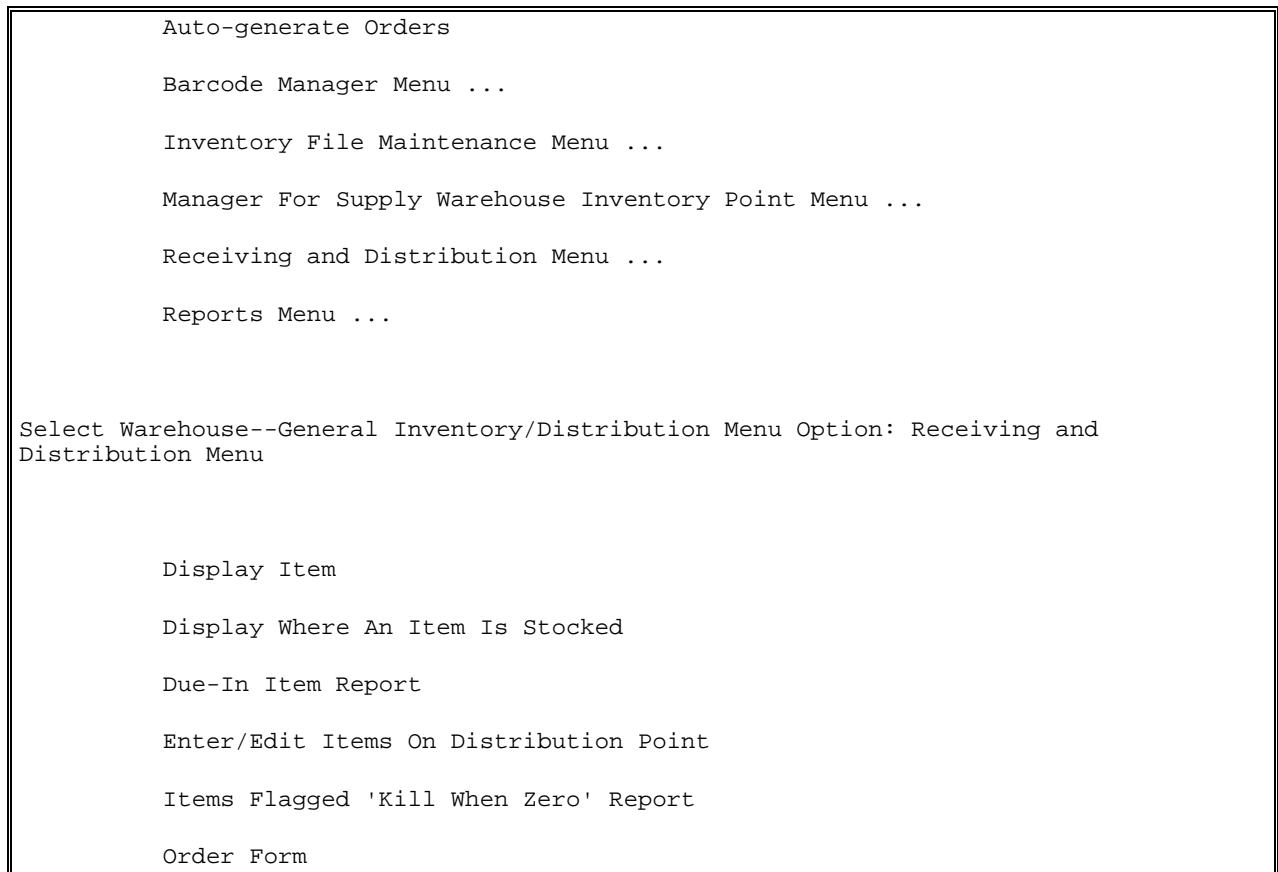 Auto-generate Orders
Barcode Manager Menu ...
Inventory File Maintenance Menu ...
Manager For Supply Warehouse Inventory Point Menu ...
Receiving and Distribution Menu ...
Reports Menu ...
Select Warehouse--General Inventory/Distribution Menu Option: Receiving and
Distribution Menu
Display Item
Display Where An Item Is Stocked
Due-In Item Report
Enter/Edit Items On Distribution Point
Items Flagged 'Kill When Zero' Report
Order Form